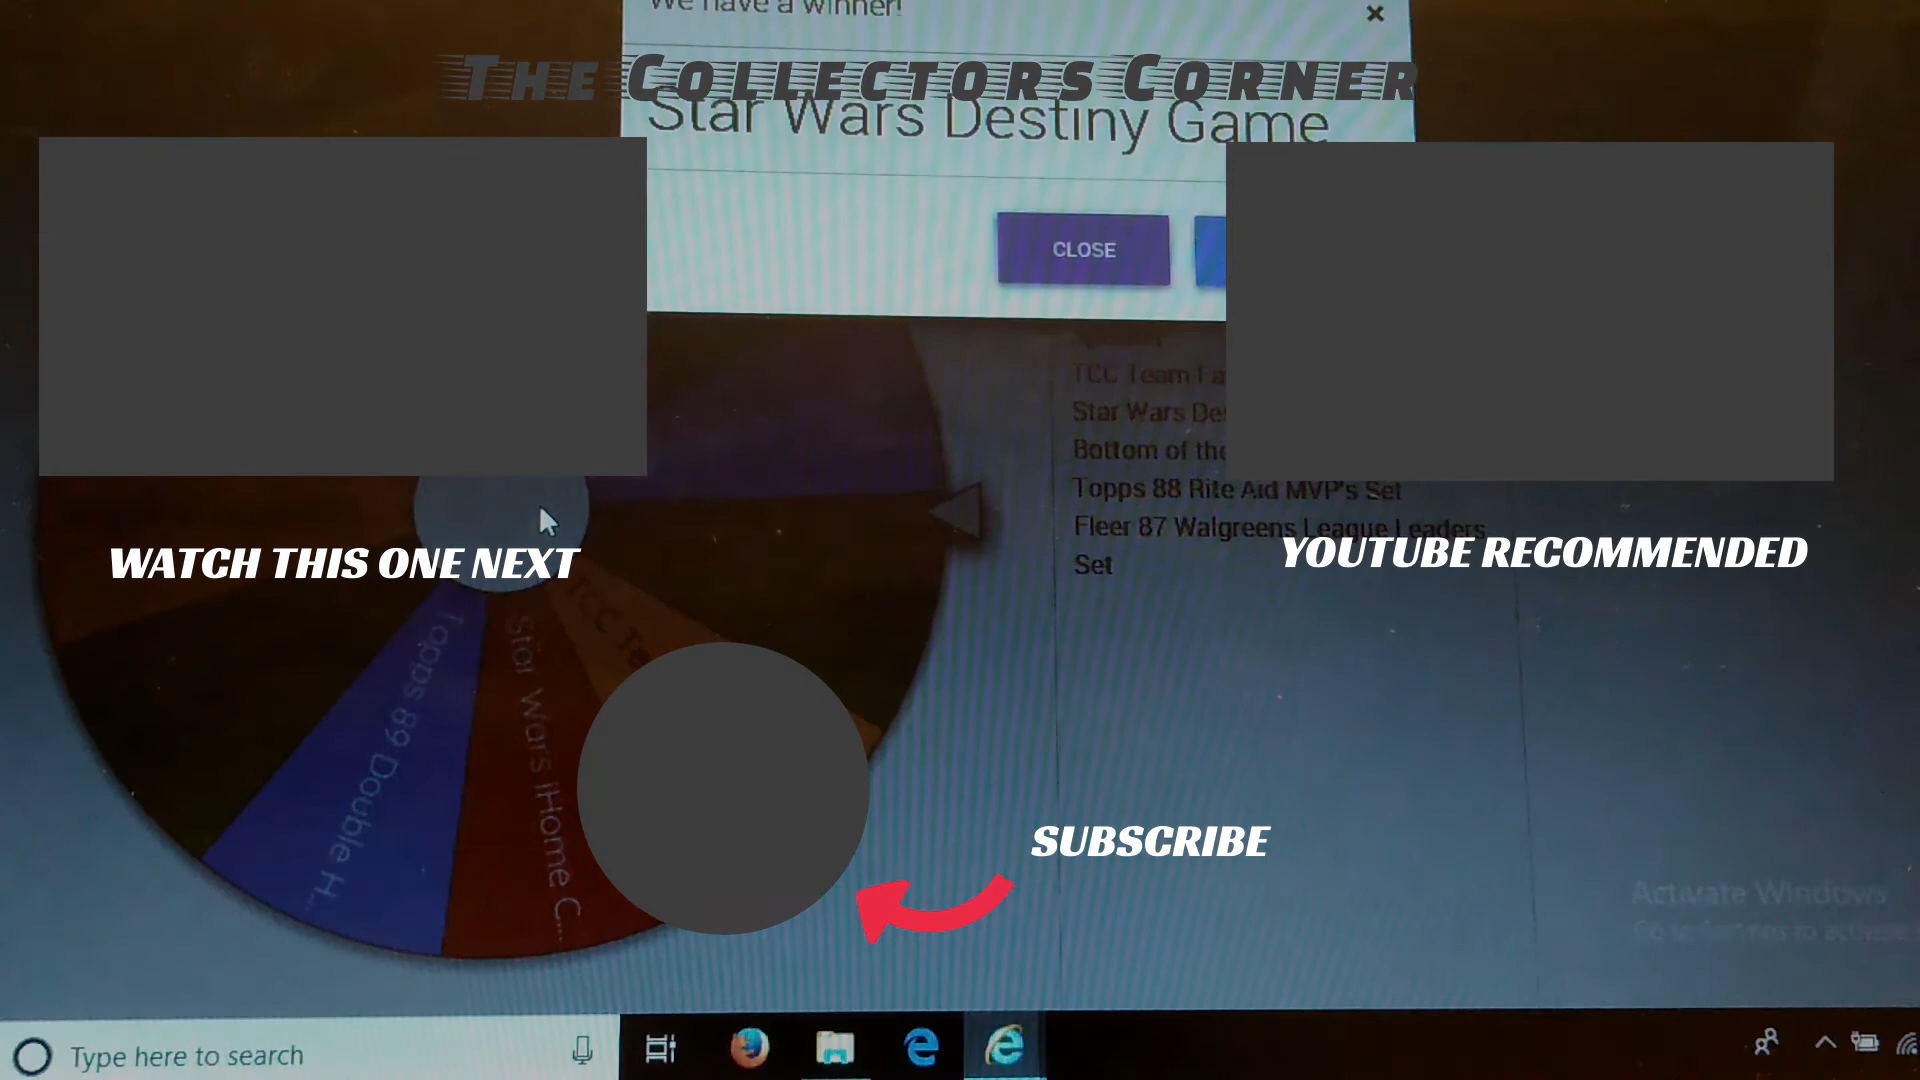 We have a winner!
The Collectors Corner
Star Wars Destiny Game
CLOSE
TCC Team
Star Wars
Bottom of the
Topps 88 Rite Aid MVP's Set
Fleer 87 Walgreens League Leaders
Set
WATCH THIS ONE NEXT
YOUTUBE RECOMMENDED
TCC
Star Wars iHome C...
Topps 89 Double H...
SUBSCRIBE
Activate Windows
Type here to search